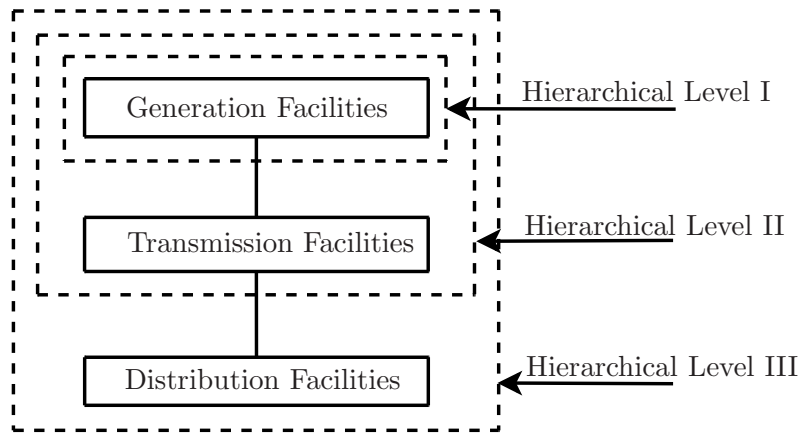 Generation Facilities
Hierarchical Level I
Transmission Facilities
Hierarchical Level II
Distribution Facilities
Hierarchical Level III